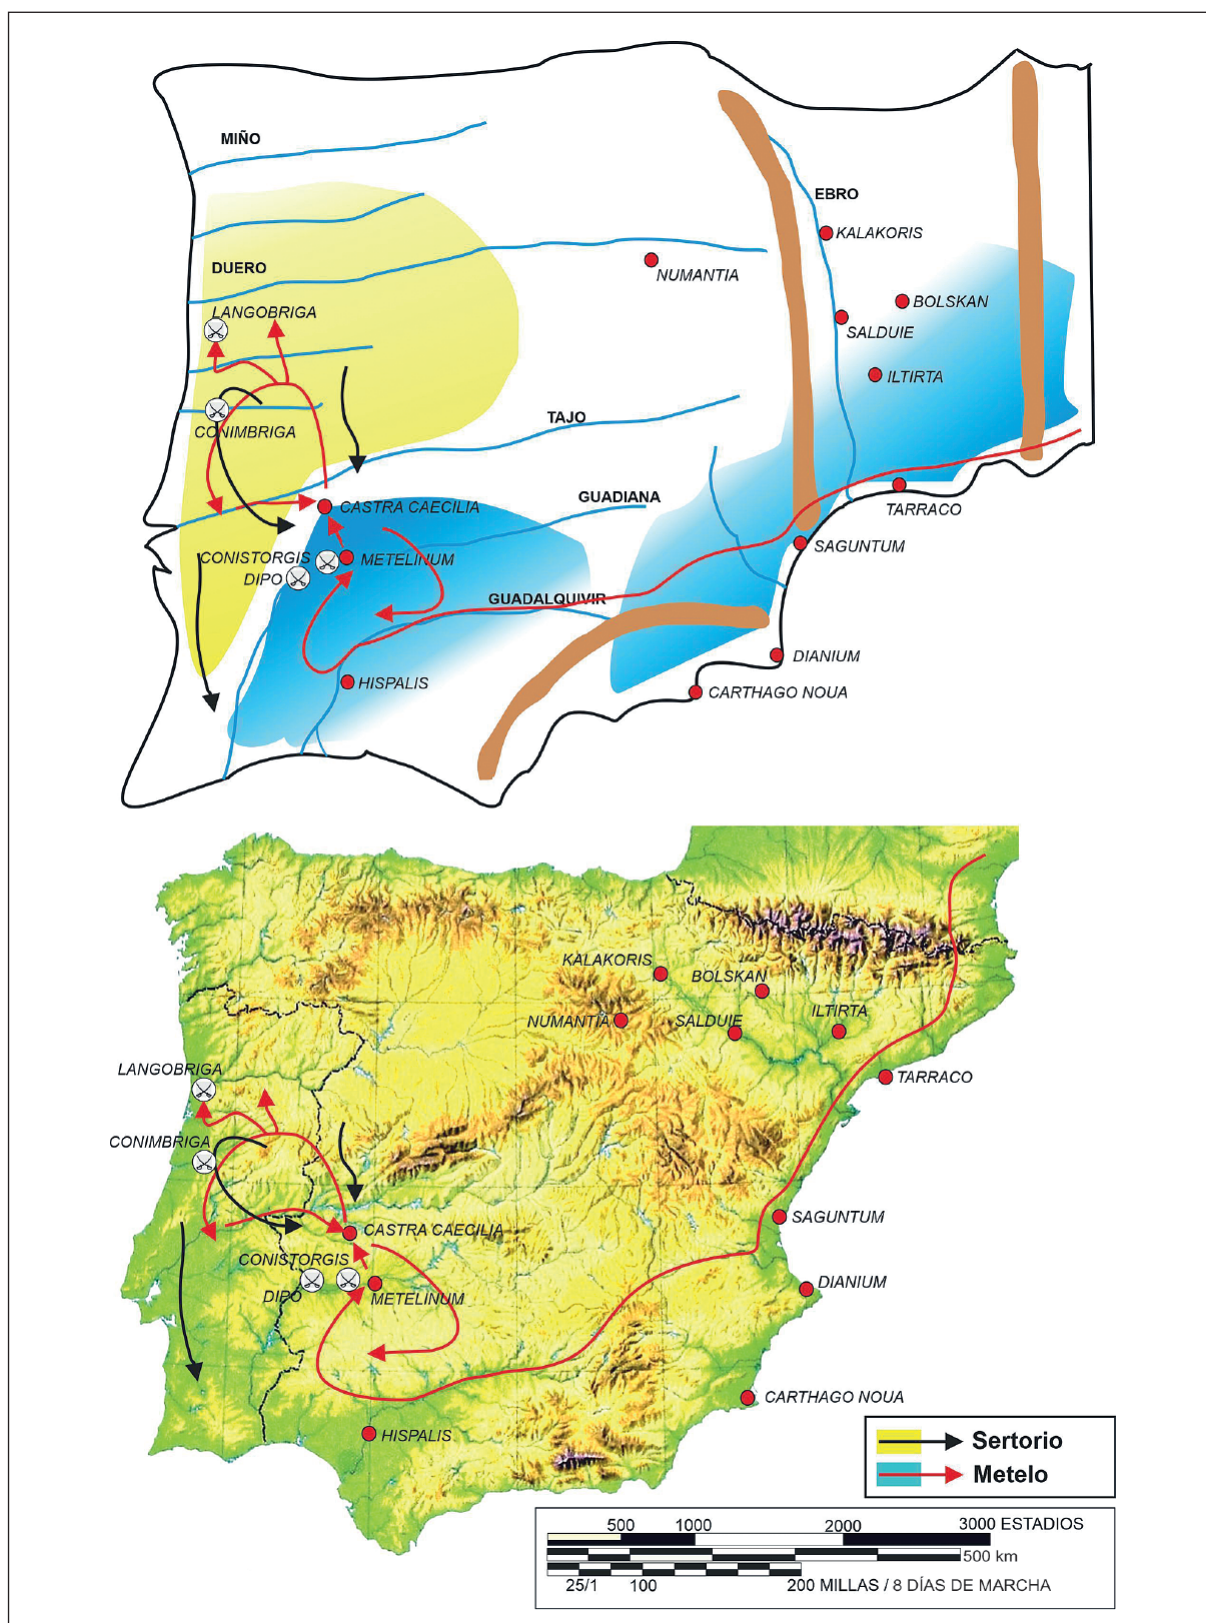 MIÑO
EBRO
KALAKORIS
DUERO
NUMANTIA
LANGOBRIGA
BOLSKAN
SALDUIE
ILTIRTA
CONIMBRIGA
TAJO
GUADIANA
CASTRA CAECILIA
TARRACO
CONISTORGIS
METELINUM
SAGUNTUM
DIPO
GUADALQUIVIR
DIANIUM
HISPALIS
CARTHAGO NOUA
KALAKORIS
BOLSKAN
ILTIRTA
NUMANTIA
SALDUIE
LANGOBRIGA
TARRACO
CONIMBRIGA
SAGUNTUM
CASTRA CAECILIA
CONISTORGIS
DIANIUM
DIPO
METELINUM
CARTHAGO NOUA
HISPALIS
Sertorio
Metelo
500 1000 2000 3000 ESTADIOS
500 km
25/1 100 200 MILLAS / 8 DÍAS DE MARCHA